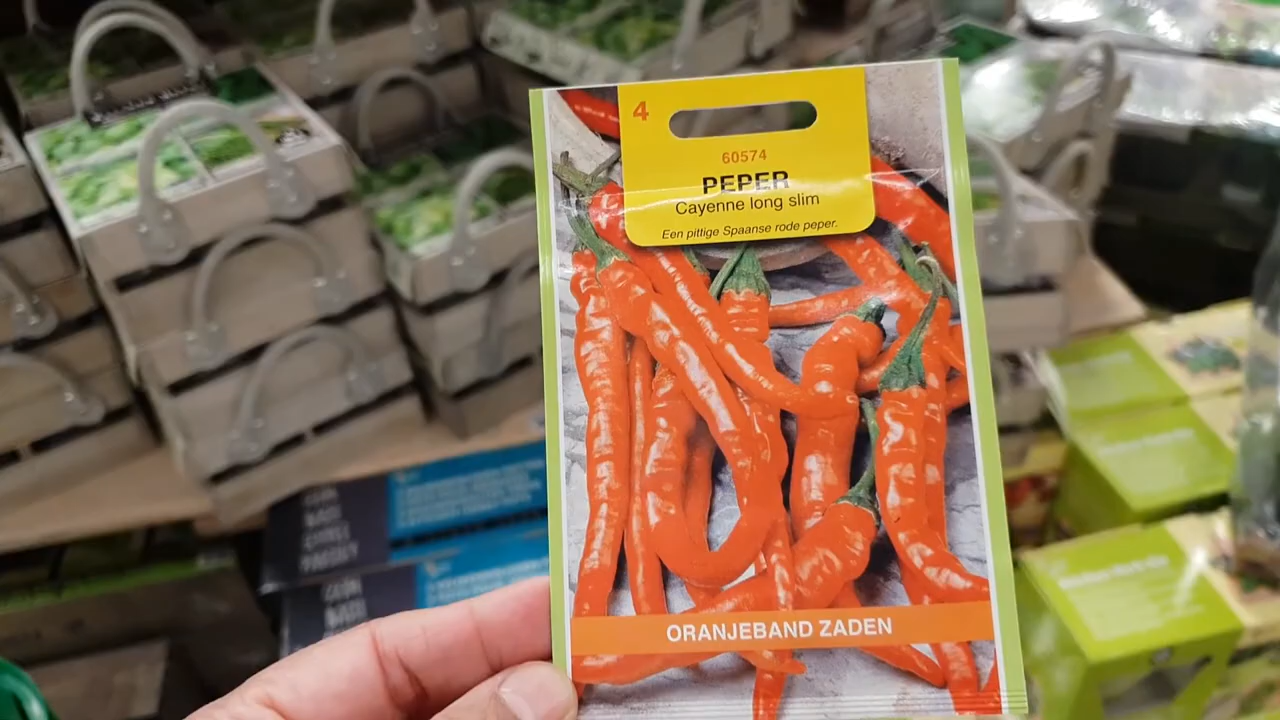 4
60574
PEPER
Cayenne long slim
Een pittige Spaanse rode peper.
ORANJEBAND ZADEN